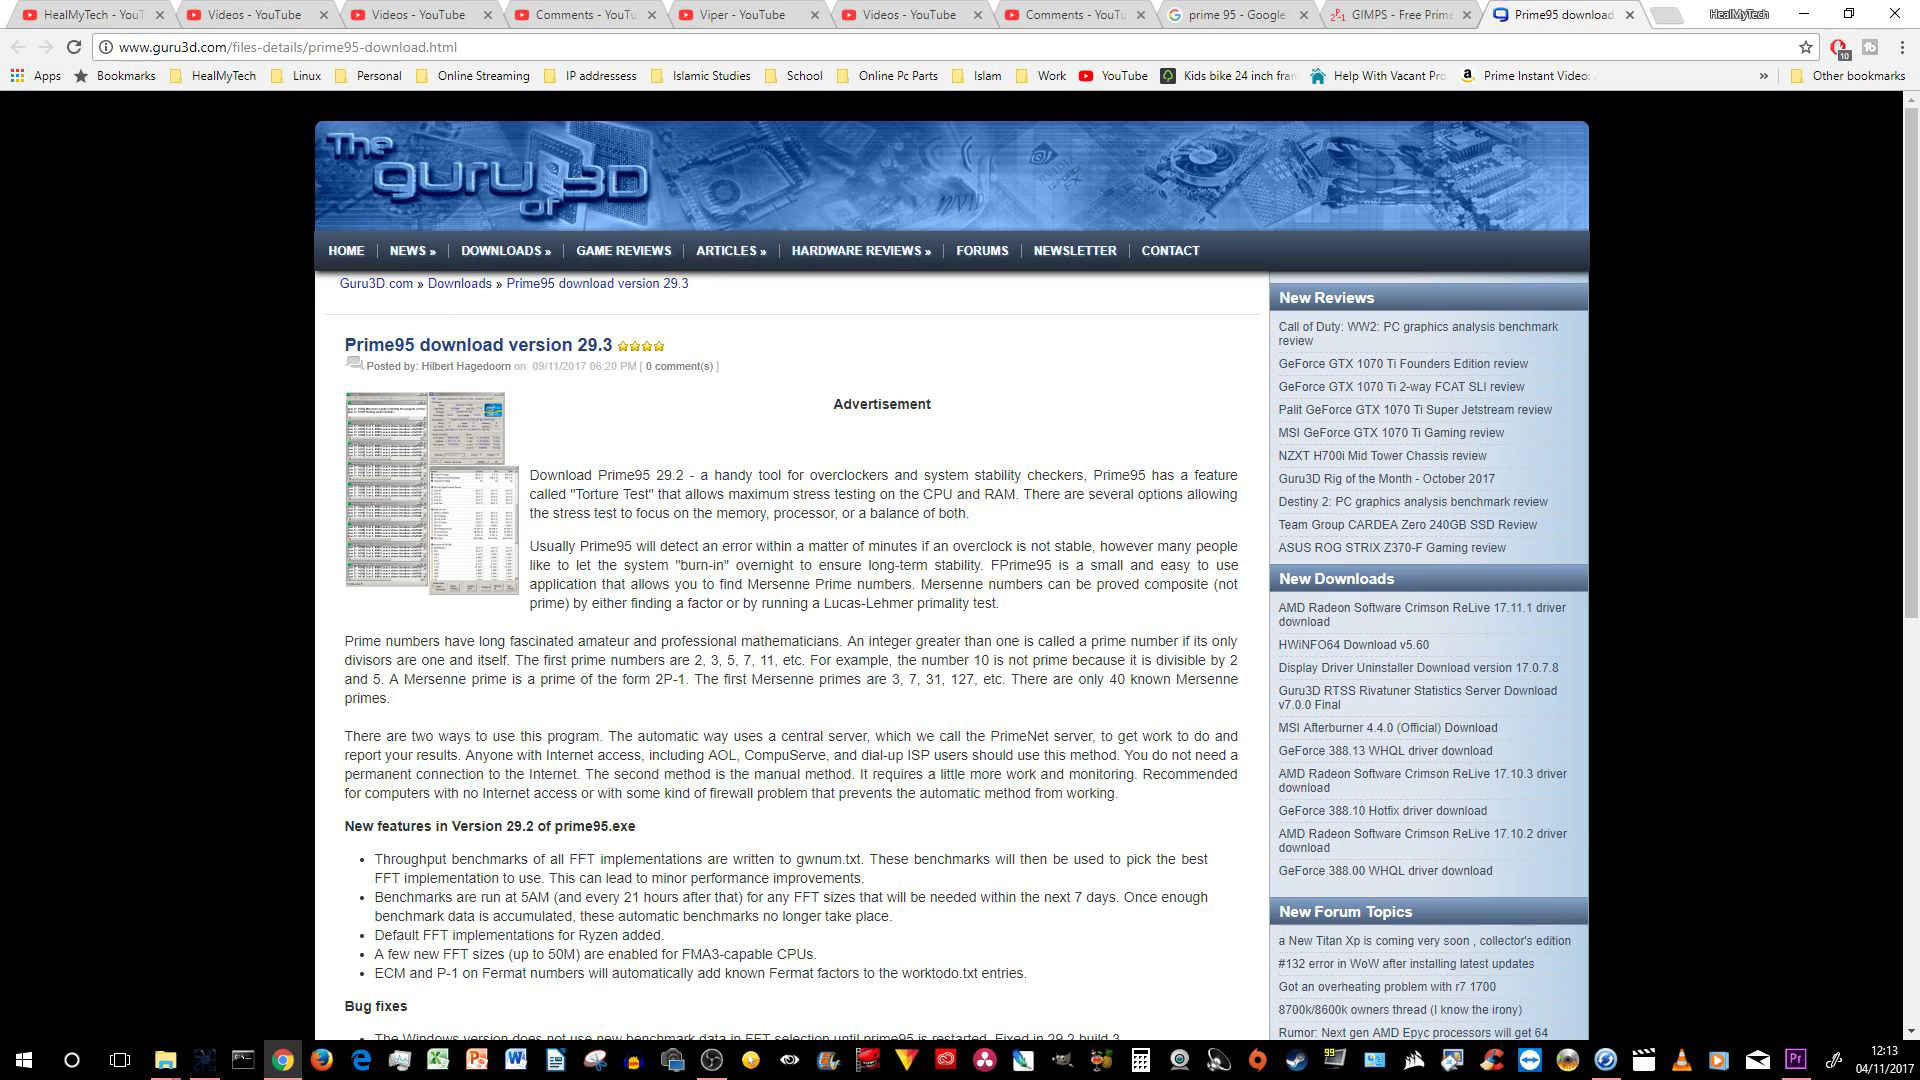 HealMyTech - YouT
Videos - YouTube
Videos - YouTube
Comments - YouTu
Viper - YouTube
Videos - YouTube
Comments - YouTu
prime 95 - Google
GIMPS - Free Prime
Prime95 download
HealMyTech
www.guru3d.com/files-details/prime95-download.html
10
Apps
Bookmarks
HealMyTech
Linux
Personal
Online Streaming
IP addressess
Islamic Studies
School
Online Pc Parts
Islam
Work
YouTube
Kids bike 24 inch fran
Help With Vacant Pro
Prime Instant Video:
»
Other bookmarks
The guru of 3D
HOME
NEWS »
DOWNLOADS »
GAME REVIEWS
ARTICLES »
HARDWARE REVIEWS »
FORUMS
NEWSLETTER
CONTACT
Guru3D.com » Downloads » Prime95 download version 29.3
Prime95 download version 29.3
Posted by: Hilbert Hagedoorn on: 09/11/2017 06:20 PM [ 0 comment(s) ]
Advertisement
Download Prime95 29.2 - a handy tool for overclockers and system stability checkers, Prime95 has a feature
called "Torture Test" that allows maximum stress testing on the CPU and RAM. There are several options allowing
the stress test to focus on the memory, processor, or a balance of both.
Usually Prime95 will detect an error within a matter of minutes if an overclock is not stable, however many people
like to let the system "burn-in" overnight to ensure long-term stability. FPrime95 is a small and easy to use
application that allows you to find Mersenne Prime numbers. Mersenne numbers can be proved composite (not
prime) by either finding a factor or by running a Lucas-Lehmer primality test.
Prime numbers have long fascinated amateur and professional mathematicians. An integer greater than one is called a prime number if its only
divisors are one and itself. The first prime numbers are 2, 3, 5, 7, 11, etc. For example, the number 10 is not prime because it is divisible by 2
and 5. A Mersenne prime is a prime of the form 2P-1. The first Mersenne primes are 3, 7, 31, 127, etc. There are only 40 known Mersenne
primes.
There are two ways to use this program. The automatic way uses a central server, which we call the PrimeNet server, to get work to do and
report your results. Anyone with Internet access, including AOL, CompuServe, and dial-up ISP users should use this method. You do not need a
permanent connection to the Internet. The second method is the manual method. It requires a little more work and monitoring. Recommended
for computers with no Internet access or with some kind of firewall problem that prevents the automatic method from working.
New features in Version 29.2 of prime95.exe
• Throughput benchmarks of all FFT implementations are written to gwnum.txt. These benchmarks will then be used to pick the best
FFT implementation to use. This can lead to minor performance improvements.
• Benchmarks are run at 5AM (and every 21 hours after that) for any FFT sizes that will be needed within the next 7 days. Once enough
benchmark data is accumulated, these automatic benchmarks no longer take place.
• Default FFT implementations for Ryzen added.
• A few new FFT sizes (up to 50M) are enabled for FMA3-capable CPUs.
• ECM and P-1 on Fermat numbers will automatically add known Fermat factors to the worktodo.txt entries.
Bug fixes
• The Windows version does not use new benchmark data in FFT selection until prime95 is restarted. Fixed in 29.2 build 3.
New Reviews
Call of Duty: WW2: PC graphics analysis benchmark
review
GeForce GTX 1070 Ti Founders Edition review
GeForce GTX 1070 Ti 2-way FCAT SLI review
Palit GeForce GTX 1070 Ti Super Jetstream review
MSI GeForce GTX 1070 Ti Gaming review
NZXT H700i Mid Tower Chassis review
Guru3D Rig of the Month - October 2017
Destiny 2: PC graphics analysis benchmark review
Team Group CARDEA Zero 240GB SSD Review
ASUS ROG STRIX Z370-F Gaming review
New Downloads
AMD Radeon Software Crimson ReLive 17.11.1 driver
download
HWiNFO64 Download v5.60
Display Driver Uninstaller Download version 17.0.7.8
Guru3D RTSS Rivatuner Statistics Server Download
v7.0.0 Final
MSI Afterburner 4.4.0 (Official) Download
GeForce 388.13 WHQL driver download
AMD Radeon Software Crimson ReLive 17.10.3 driver
download
GeForce 388.10 Hotfix driver download
AMD Radeon Software Crimson ReLive 17.10.2 driver
download
GeForce 388.00 WHQL driver download
New Forum Topics
a New Titan Xp is coming very soon , collector's edition
#132 error in WoW after installing latest updates
Got an overheating problem with r7 1700
8700k/8600k owners thread (I know the irony)
Rumor: Next gen AMD Epyc processors will get 64
12:13
04/11/2017